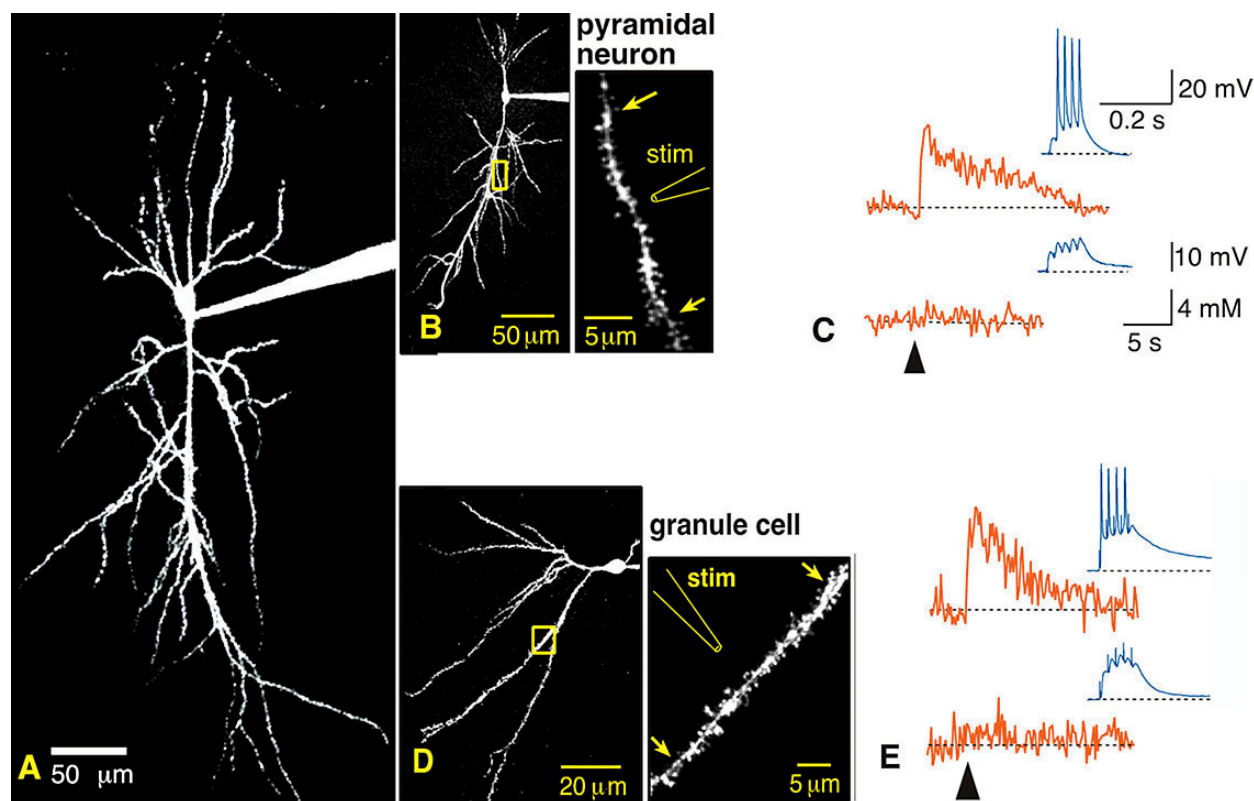 A
50 μm
B
50 μm
pyramidal
neuron
stim
5 μm
C
20 mV
0.2 s
10 mV
4 mM
5 s
D
20 μm
granule cell
stim
5 μm
E